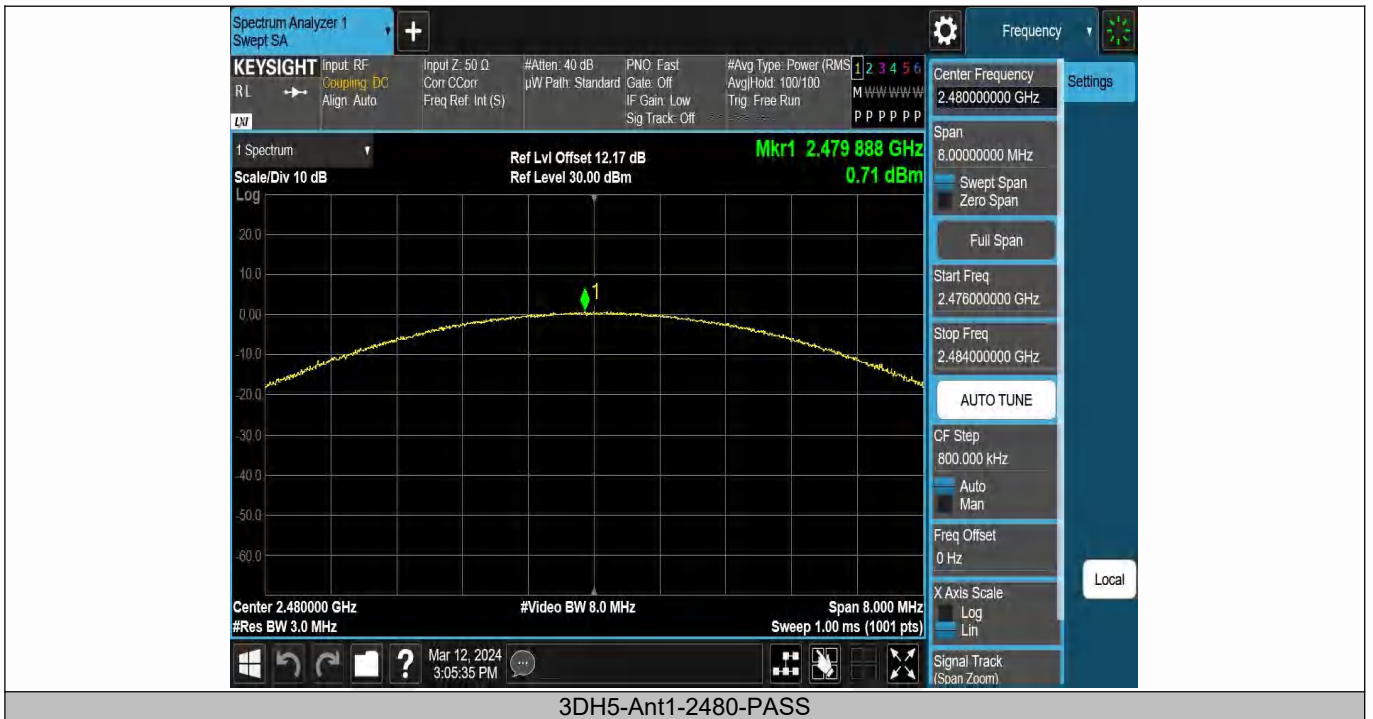 Spectrum Analyzer 1
Swept SA
+
Frequency
KEYSIGHT
RL
LXI
Input: RF
Coupling: DC
Align: Auto
Input Z: 50 Ω
Corr CCorr
Freq Ref: Int (S)
#Atten: 40 dB
µW Path: Standard
PNO: Fast
Gate: Off
IF Gain: Low
Sig Track: Off
#Avg Type: Power (RMS
Avg|Hold: 100/100
Trig: Free Run
1 2 3 4 5 6
M W W W W W
P P P P P P
1 Spectrum
Scale/Div 10 dB
Log
Ref Lvl Offset 12.17 dB
Ref Level 30.00 dBm
Mkr1 2.479 888 GHz
0.71 dBm
20.0
10.0
0.00
-10.0
-20.0
-30.0
-40.0
-50.0
-60.0
1
Center 2.480000 GHz
#Res BW 3.0 MHz
#Video BW 8.0 MHz
Span 8.000 MHz
Sweep 1.00 ms (1001 pts)
Center Frequency
2.480000000 GHz
Settings
Span
8.00000000 MHz
Swept Span
Zero Span
Full Span
Start Freq
2.476000000 GHz
Stop Freq
2.484000000 GHz
AUTO TUNE
CF Step
800.000 kHz
Auto
Man
Freq Offset
0 Hz
Local
X Axis Scale
Log
Lin
Signal Track
(Span Zoom)
?
Mar 12, 2024
3:05:35 PM
3DH5-Ant1-2480-PASS